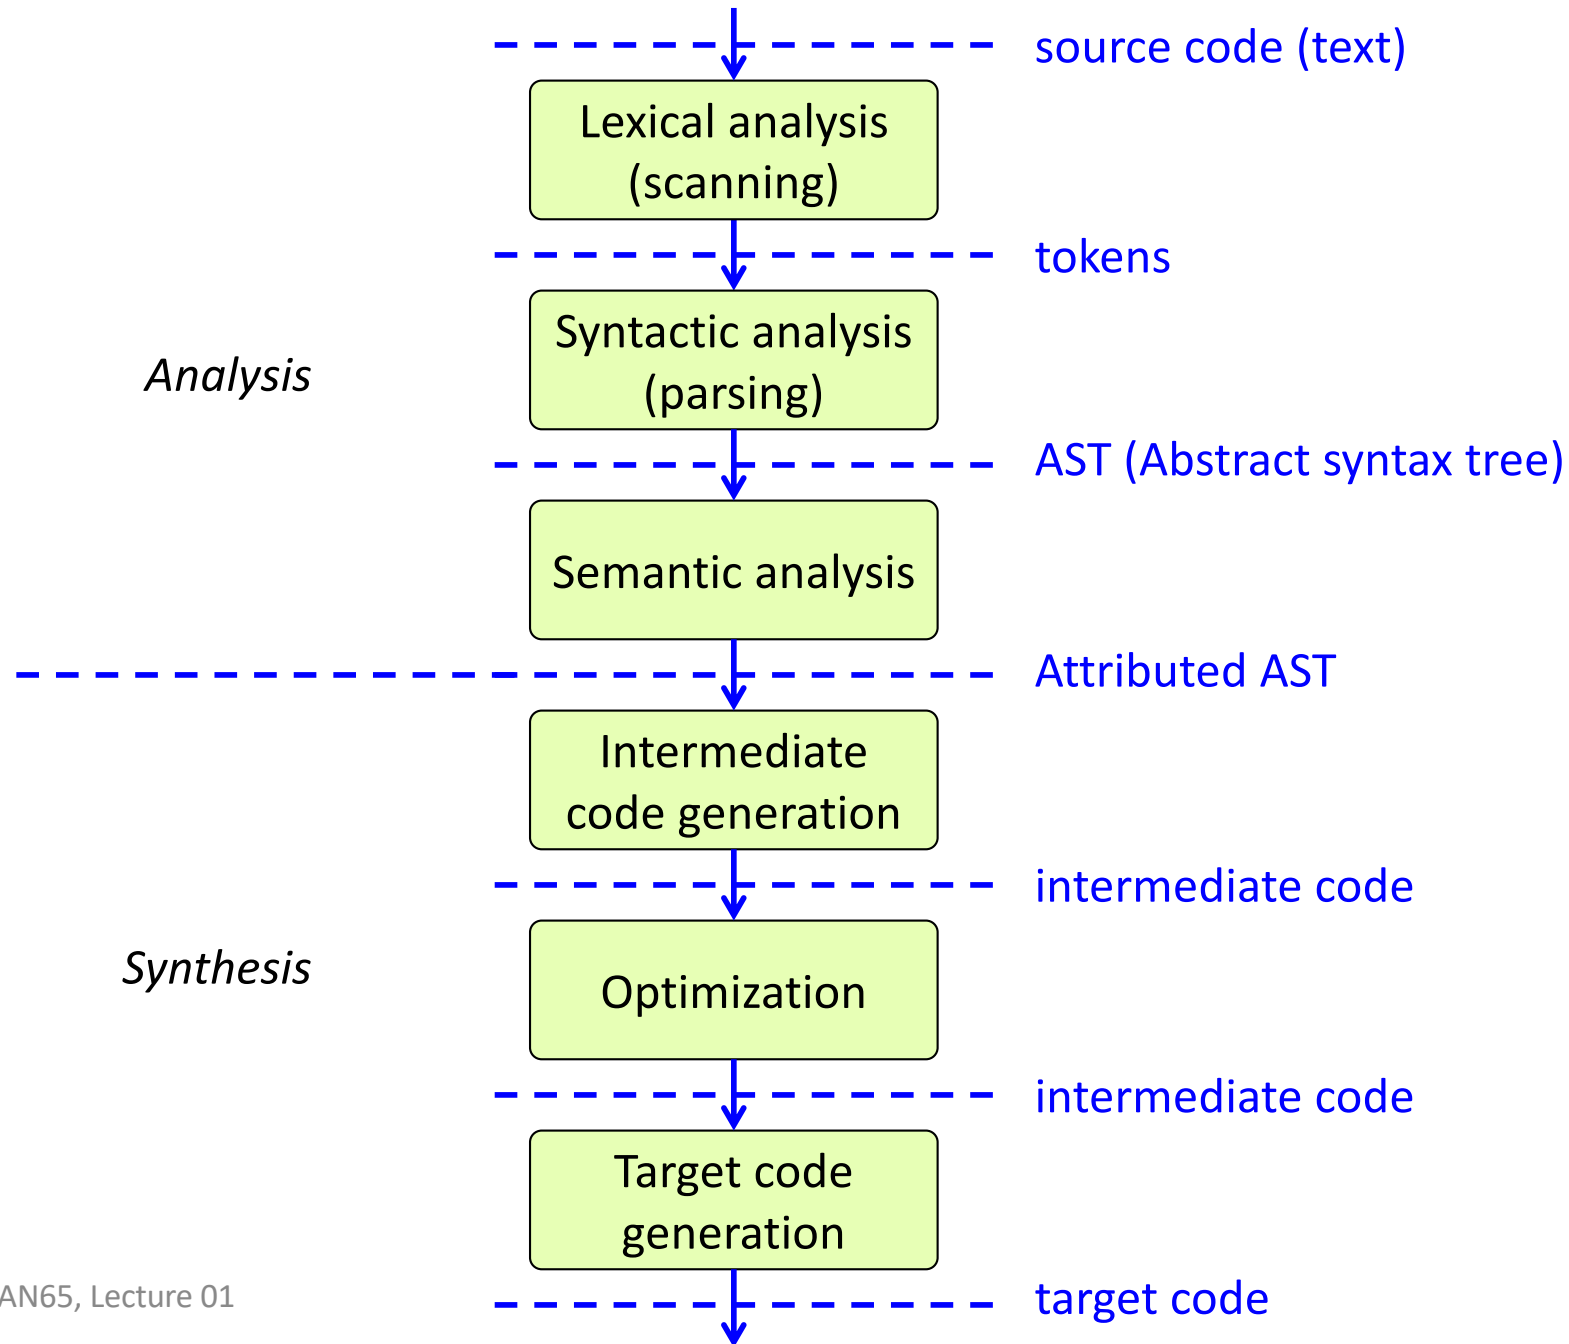 source code (text)
Lexical analysis
(scanning)
tokens
Syntactic analysis
(parsing)
Analysis
AST (Abstract syntax tree)
Semantic analysis
Attributed AST
Intermediate
code generation
intermediate code
Synthesis
Optimization
intermediate code
Target code
generation
AN65, Lecture 01
target code